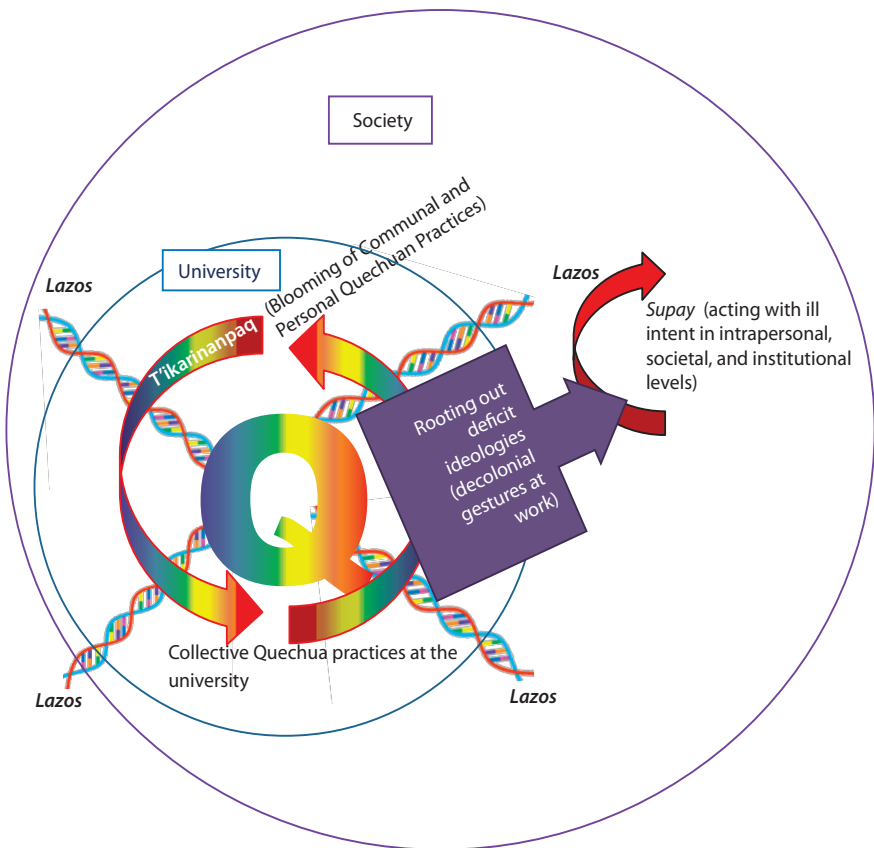 Society
(Blooming of Communal and
Personal Quechuan Practices)
University
Lazos
Lazos
T'ikarinanpaq
Supay (acting with ill
intent in intrapersonal,
societal, and institutional
levels)
Rooting out
deficit
ideologies
(decolonial
gestures at
work)
Q
Collective Quechua practices at the
university
Lazos
Lazos